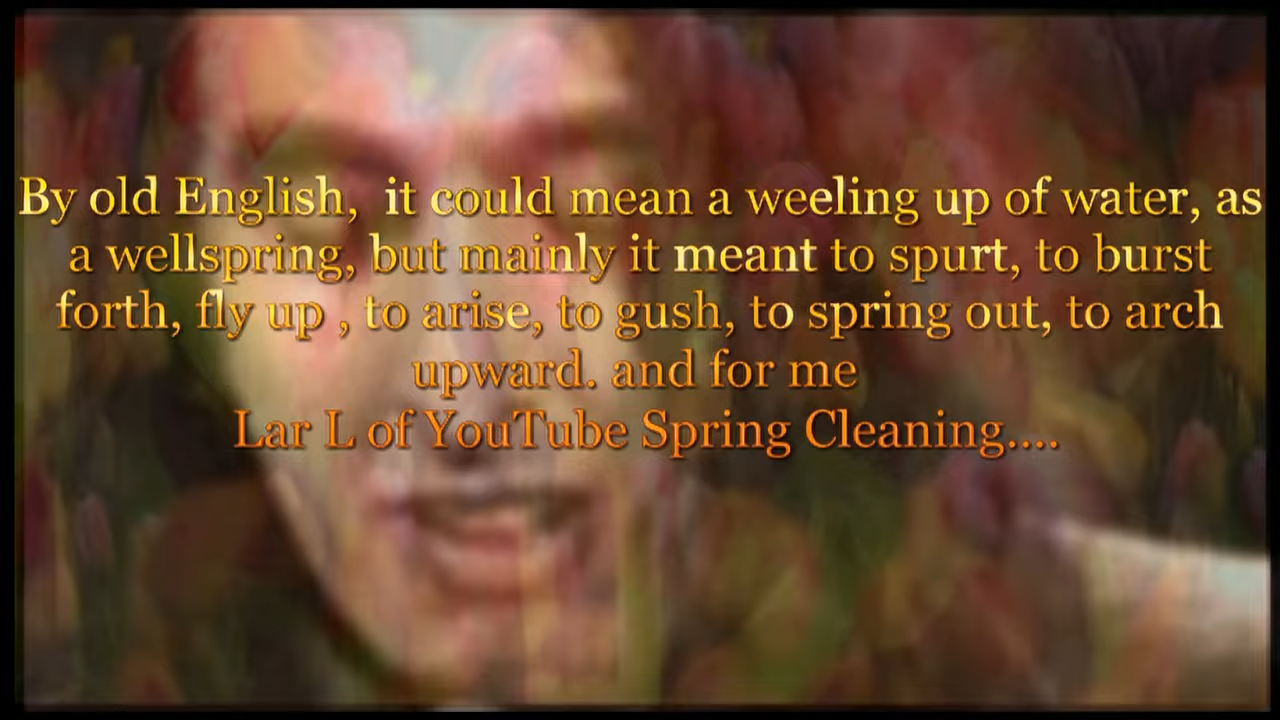 By old English,  it could mean a weeling up of water, as
a wellspring, but mainly it meant to spurt, to burst
forth, fly up , to arise, to gush, to spring out, to arch
upward. and for me
Lar L of YouTube Spring Cleaning....